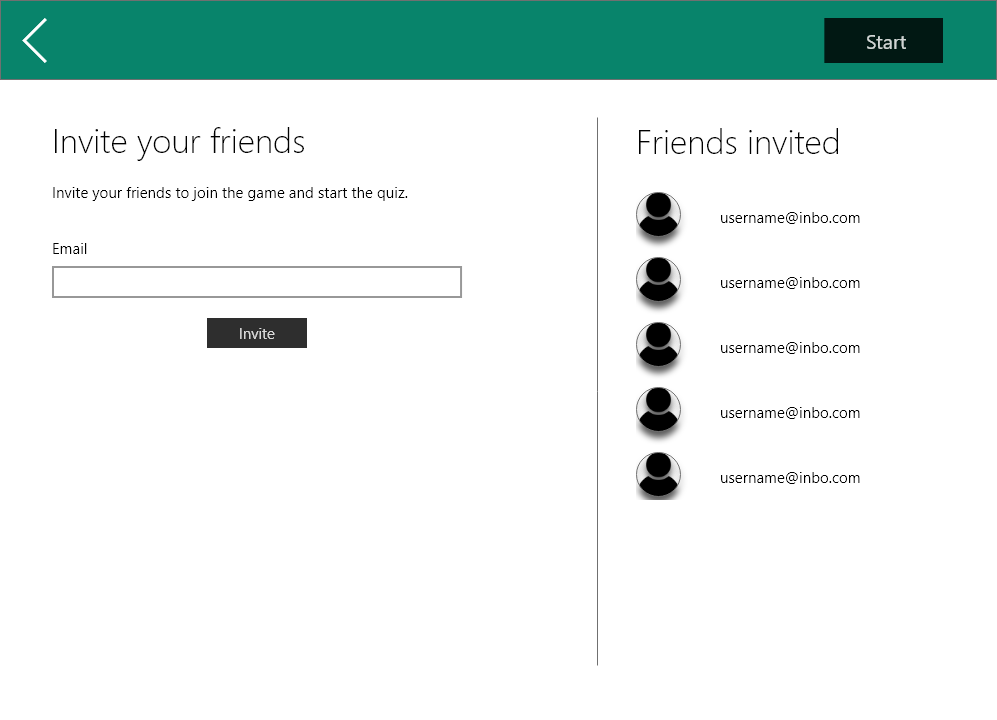 Start
Invite your friends
Invite your friends to join the game and start the quiz.
Email
Invite
Friends invited
username@inbo.com
username@inbo.com
username@inbo.com
username@inbo.com
username@inbo.com